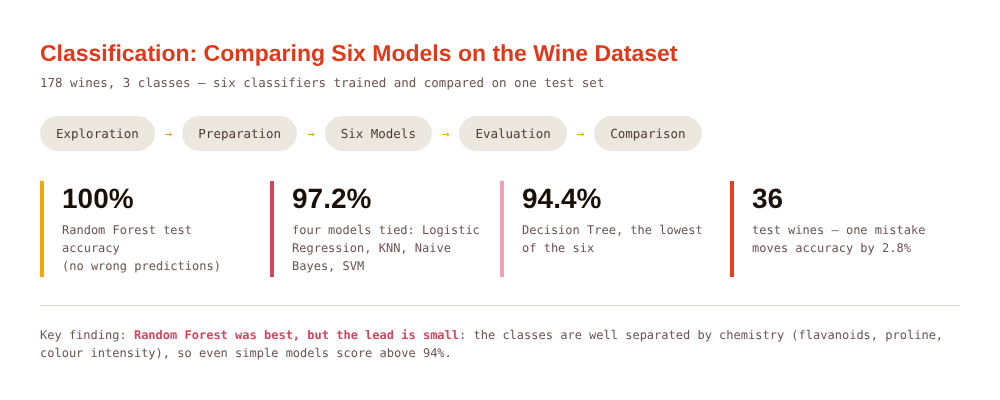 Classification: Comparing Six Models on the Wine Dataset
178 wines, 3 classes — six classifiers trained and compared on one test set
Exploration → Preparation → Six Models → Evaluation → Comparison
100%
Random Forest test
accuracy
(no wrong predictions)
97.2%
four models tied: Logistic
Regression, KNN, Naive
Bayes, SVM
94.4%
Decision Tree, the lowest
of the six
36
test wines — one mistake
moves accuracy by 2.8%
Key finding: Random Forest was best, but the lead is small: the classes are well separated by chemistry (flavanoids, proline,
colour intensity), so even simple models score above 94%.